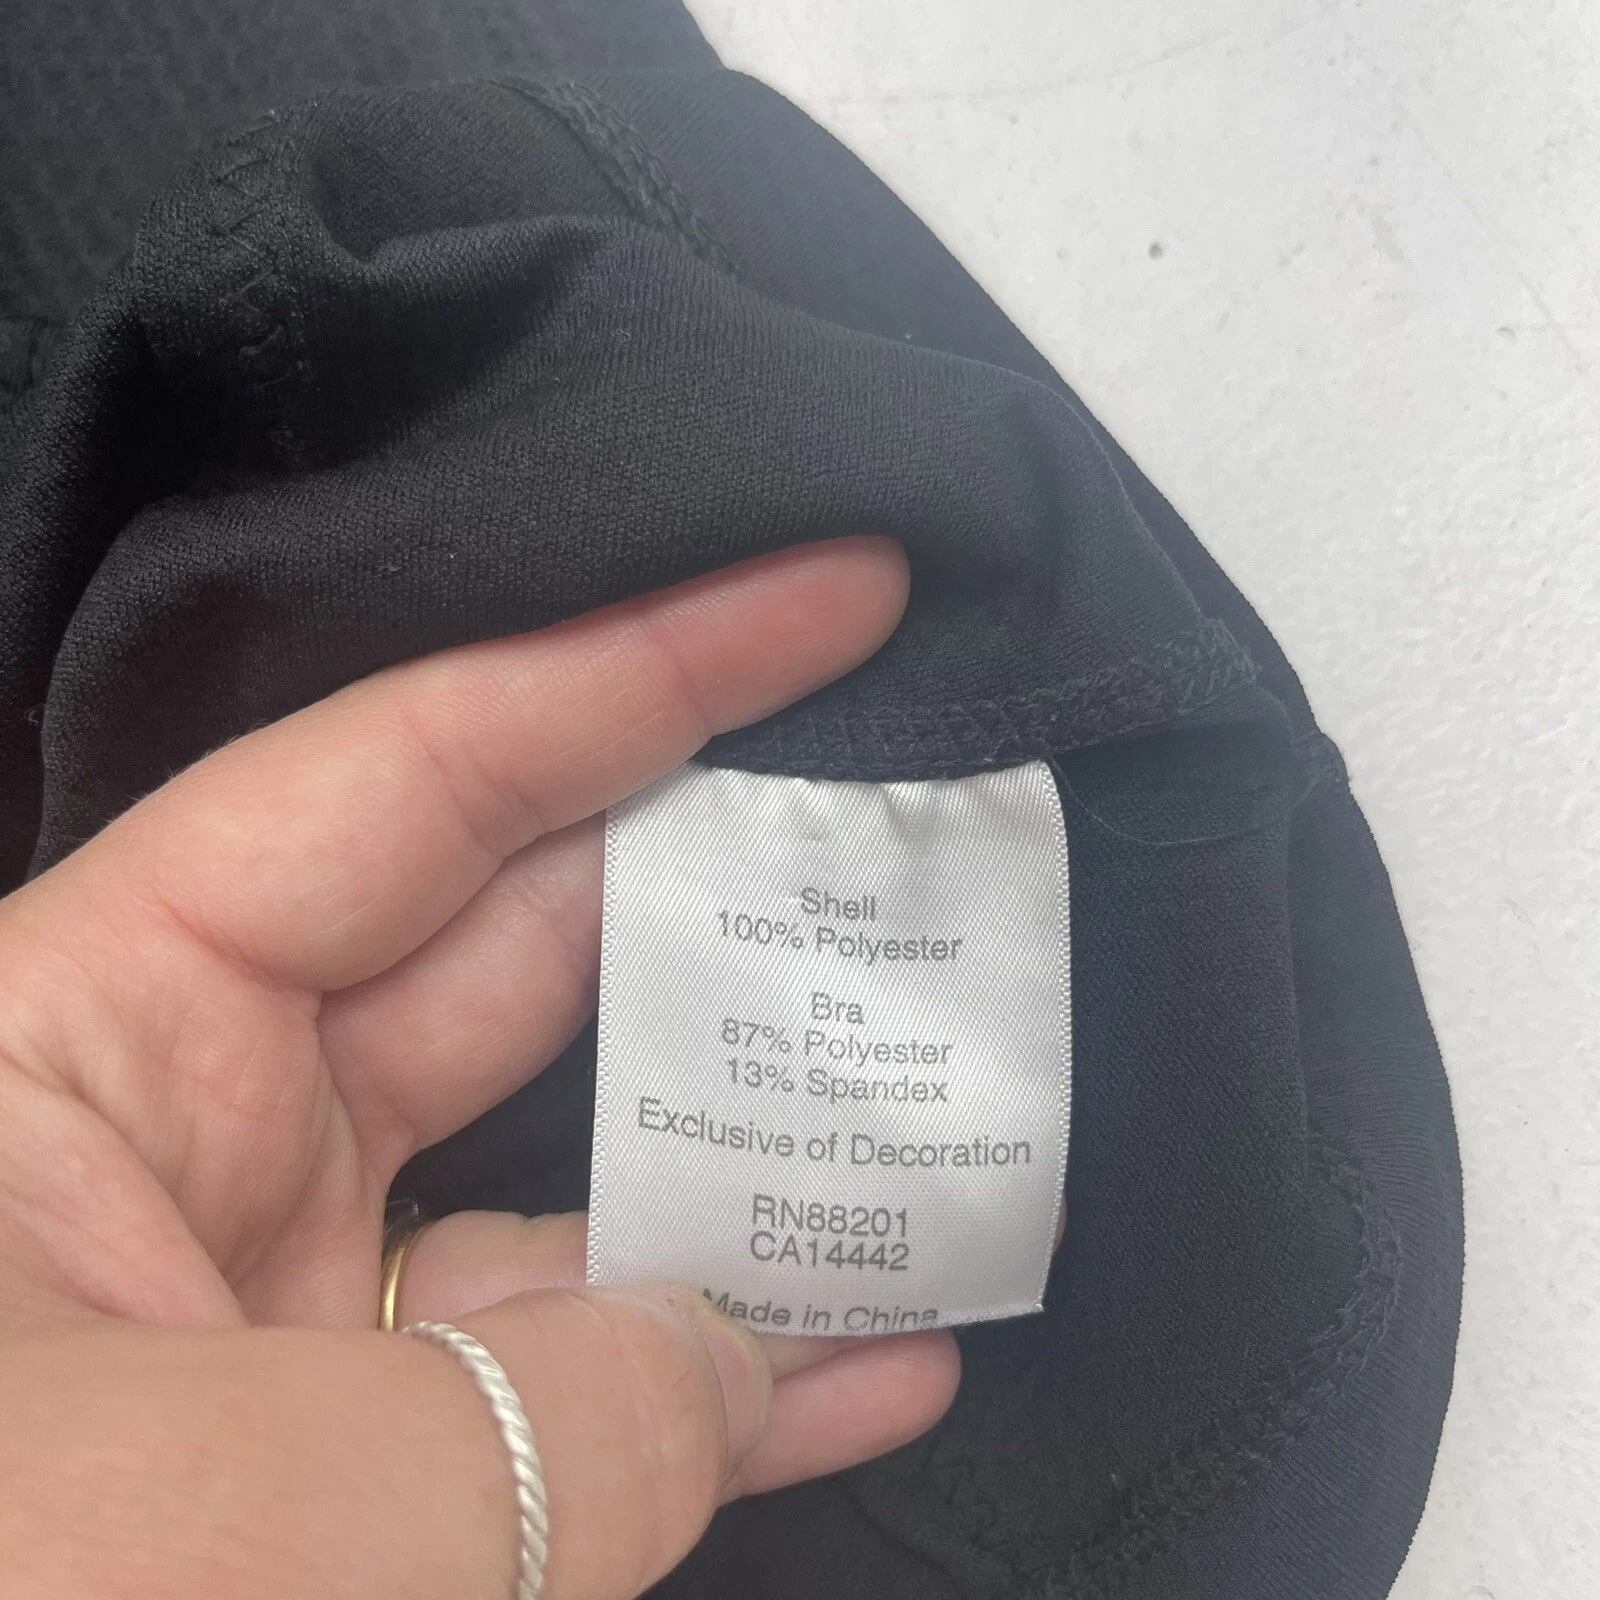 Shell
100% Polyester
Bra
87% Polyester
13% Spandex
Exclusive of Decoration
RN88201
CA14442
Made in China